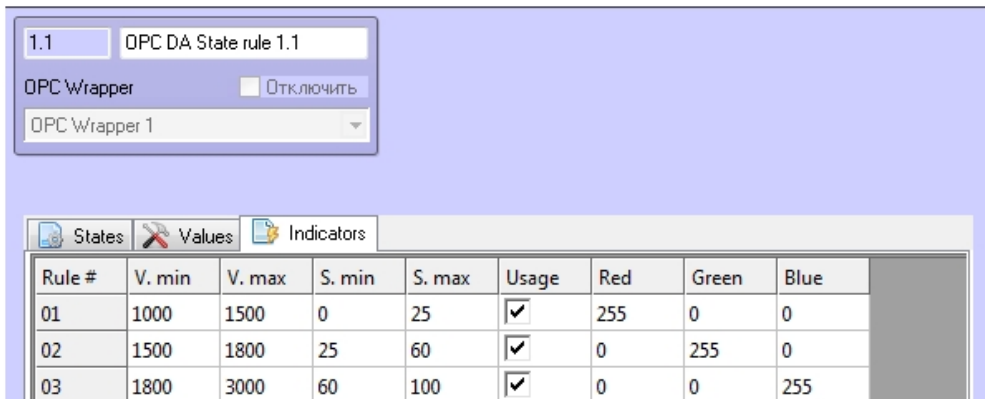 1.1 OPC DA State rule 1.1
OPC Wrapper Отключить
OPC Wrapper 1
States Values Indicators
Rule # V. min V. max S. min S. max Usage Red Green Blue
01 1000 1500 0 25 255 0 0
02 1500 1800 25 60 0 255 0
03 1800 3000 60 100 0 0 255